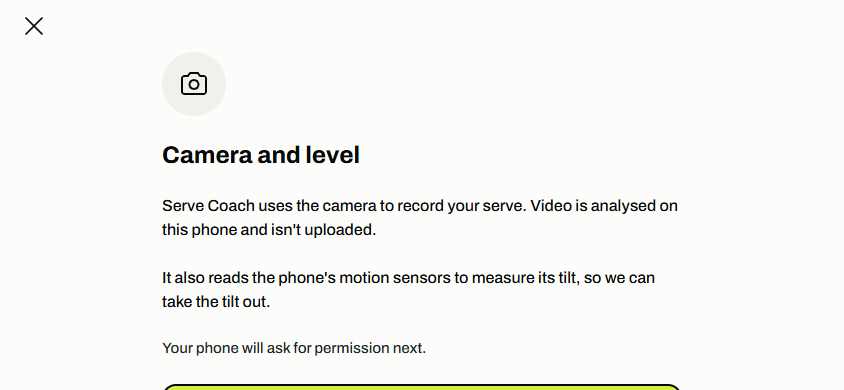 Camera and level
Serve Coach uses the camera to record your serve. Video is analysed on
this phone and isn't uploaded.
It also reads the phone's motion sensors to measure its tilt, so we can
take the tilt out.
Your phone will ask for permission next.